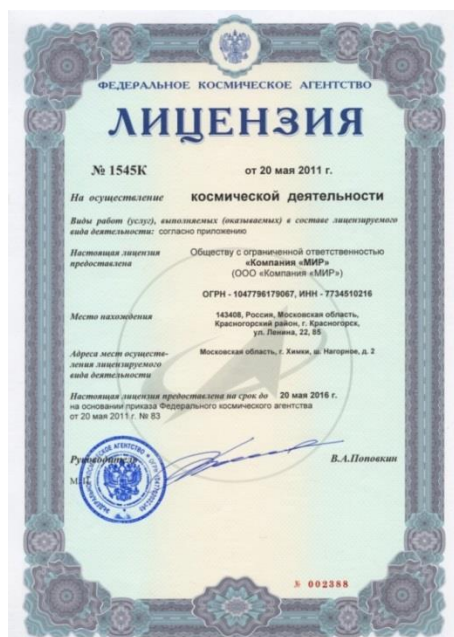 ФЕДЕРАЛЬНОЕ КОСМИЧЕСКОЕ АГЕНТСТВО
ЛИЦЕНЗИЯ
№ 1545К от 20 мая 2011 г.
На осуществление космической деятельности
Виды работ (услуг), выполняемых (оказываемых) в составе лицензируемого
вида деятельности: согласно приложению
Настоящая лицензия Обществу с ограниченной ответственностью
предоставлена «Компания «МИР»
(ООО «Компания «МИР»)
ОГРН - 1047796179067, ИНН - 7734510216
Место нахождения 143408, Россия, Московская область,
Красногорский район, г. Красногорск,
ул. Ленина, 22, 85
Адреса мест осуществ- Московская область, г. Химки, ш. Нагорное, д. 2
ления лицензируемого
вида деятельности
Настоящая лицензия предоставлена на срок до 20 мая 2016 г.
на основании приказа Федерального космического агентства
от 20 мая 2011 г. № 83
Руководитель В.А.Поповкин
М.П.
№ 002388